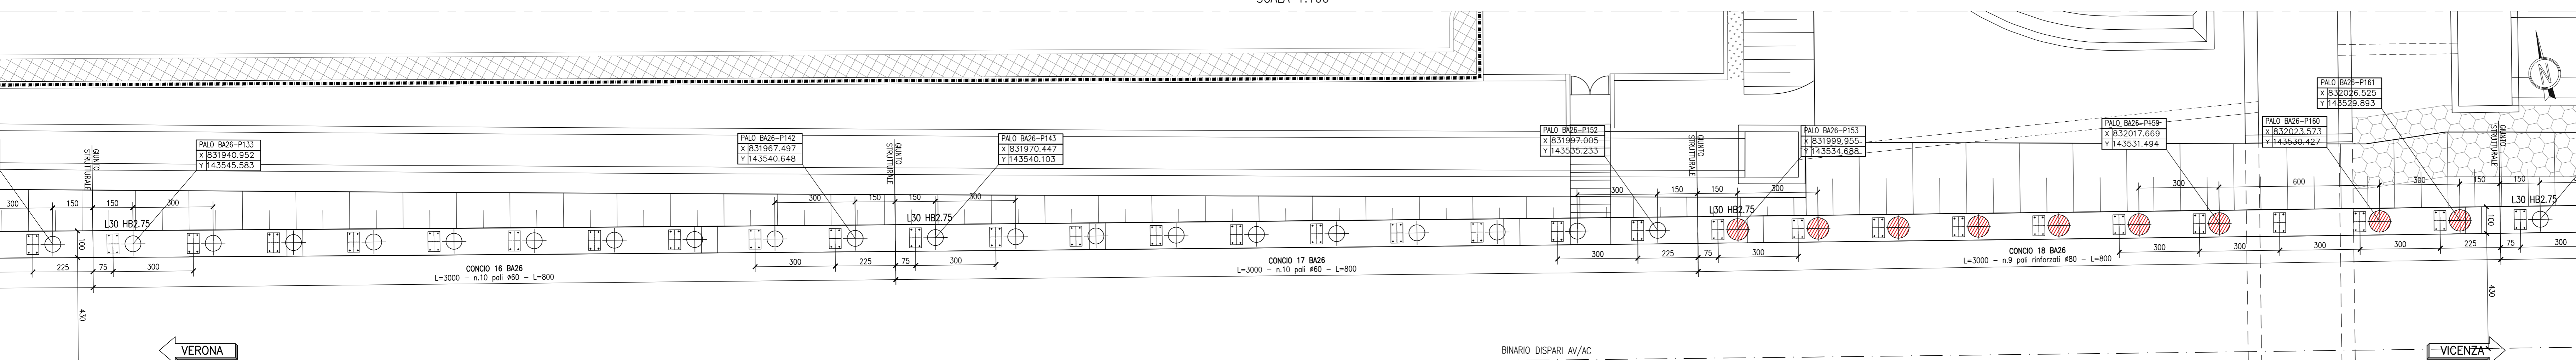 PALO BA26-P133
X 831940.952
Y 143545.583
PALO BA26-P142
X 831967.497
Y 143540.648
PALO BA26-P143
X 831970.447
Y 143540.103
PALO BA26-P152
X 831997.005
Y 143535.233
PALO BA26-P153
X 831999.955
Y 143534.688
PALO BA26-P159
X 832017.669
Y 143531.494
PALO BA26-P160
X 832023.573
Y 143530.427
PALO BA26-P161
X 832026.525
Y 143529.893
N
GIUNTO
STRUTTURALE
GIUNTO
STRUTTURALE
GIUNTO
STRUTTURALE
GIUNTO
STRUTTURALE
300 150 150 300
300 150 150 300
300 150 150 300
300 600 300 150 150
L30 HB2.75
L30 HB2.75
L30 HB2.75
L30 HB2.75
100
100
225 75 300
300 225 75 300
300 225 75 300
300 300 300 300 225 75
CONCIO 16 BA26
L=3000 - n.10 pali ø60 - L=800
CONCIO 17 BA26
L=3000 - n.10 pali ø60 - L=800
CONCIO 18 BA26
L=3000 - n.9 pali rinforzati ø80 - L=800
430
430
VERONA
BINARIO DISPARI AV/AC
VICENZA